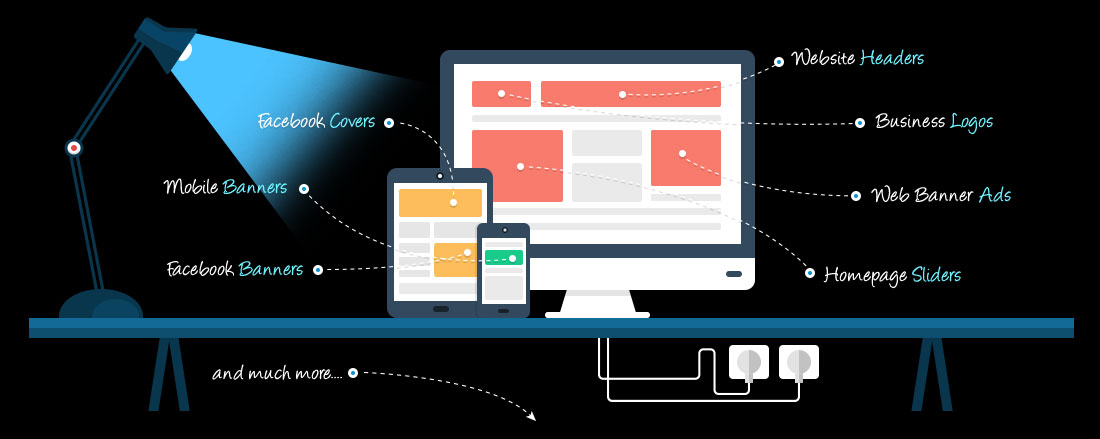 Website Headers
Facebook Covers
Business Logos
Mobile Banners
Web Banner Ads
Facebook Banners
Homepage Sliders
and much more....